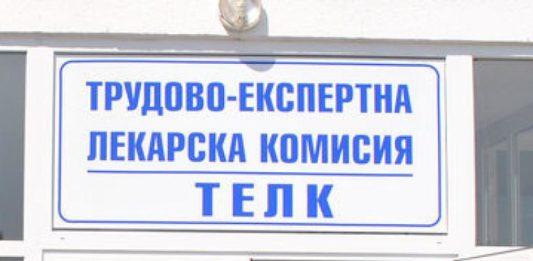 ТРУДОВО-ЕКСПЕРТНА
ЛЕКАРСКА КОМИСИЯ
ТЕЛК